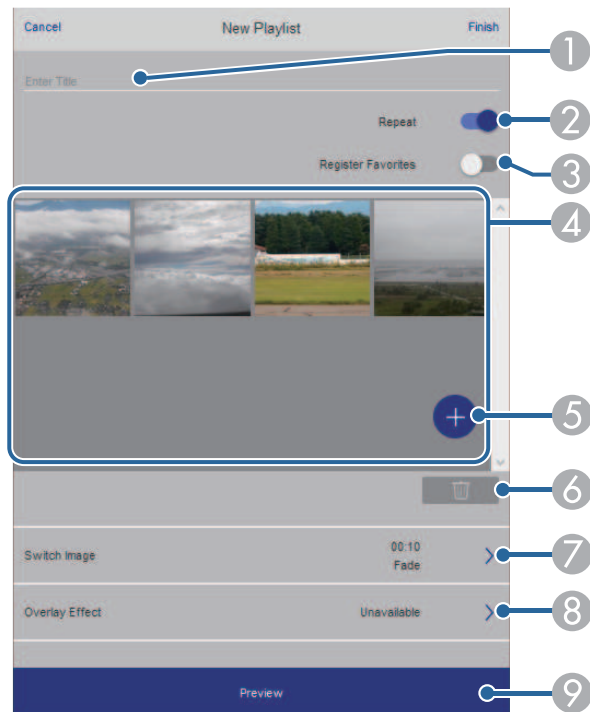 Cancel New Playlist Finish
Enter Title
1
Repeat
2
Register Favorites
3
4
5
6
Switch Image
00:10
Fade
7
Overlay Effect Unavailable
8
Preview
9